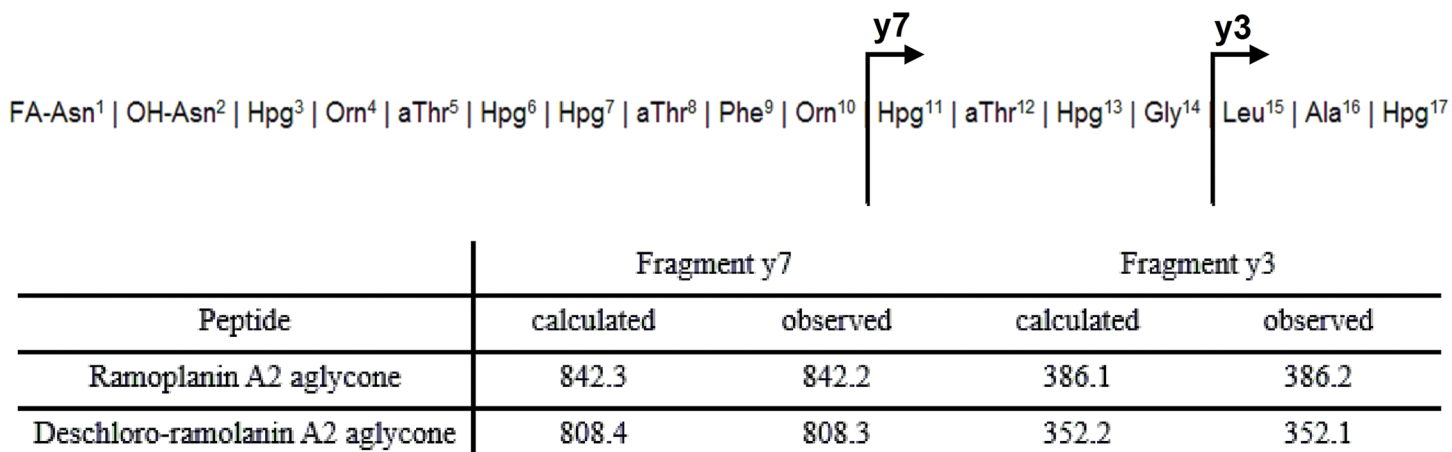 y7 y3
FA-Asn¹ | OH-Asn² | Hpg³ | Orn⁴ | aThr⁵ | Hpg⁶ | Hpg⁷ | aThr⁸ | Phe⁹ | Orn¹⁰ | Hpg¹¹ | aThr¹² | Hpg¹³ | Gly¹⁴ | Leu¹⁵ | Ala¹⁶ | Hpg¹⁷
Fragment y7 Fragment y3
Peptide calculated observed calculated observed
Ramoplanin A2 aglycone 842.3 842.2 386.1 386.2
Deschloro-ramolanin A2 aglycone 808.4 808.3 352.2 352.1